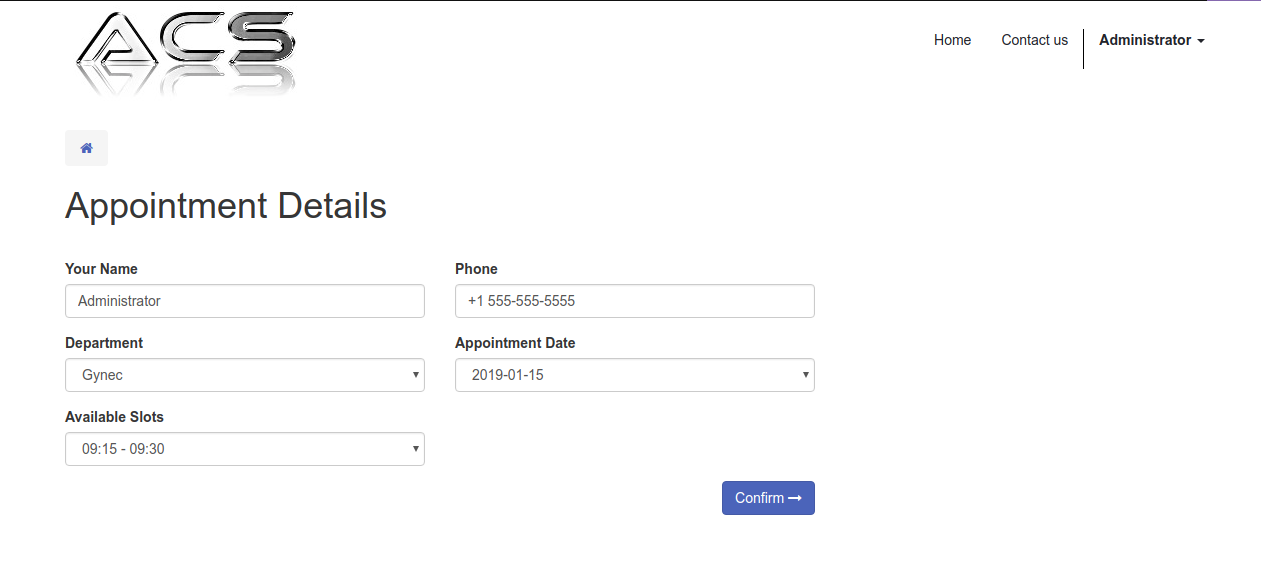 ACS
Home Contact us Administrator
Appointment Details
Your Name Phone
Administrator +1 555-555-5555
Department Appointment Date
Gynec 2019-01-15
Available Slots
09:15 - 09:30
Confirm